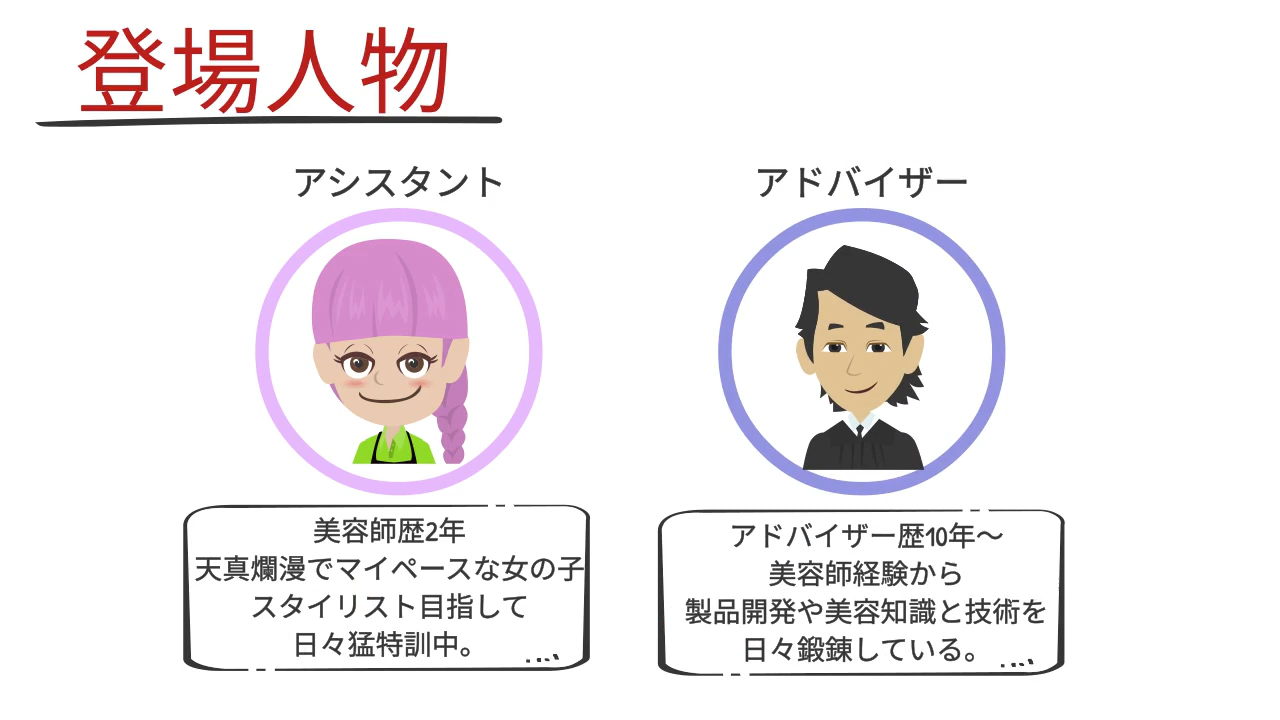 登場人物
アシスタント
アドバイザー
美容師歴2年
天真爛漫でマイペースな女の子
スタイリスト目指して
日々猛特訓中。
アドバイザー歴10年～
美容師経験から
製品開発や美容知識と技術を
日々鍛錬している。